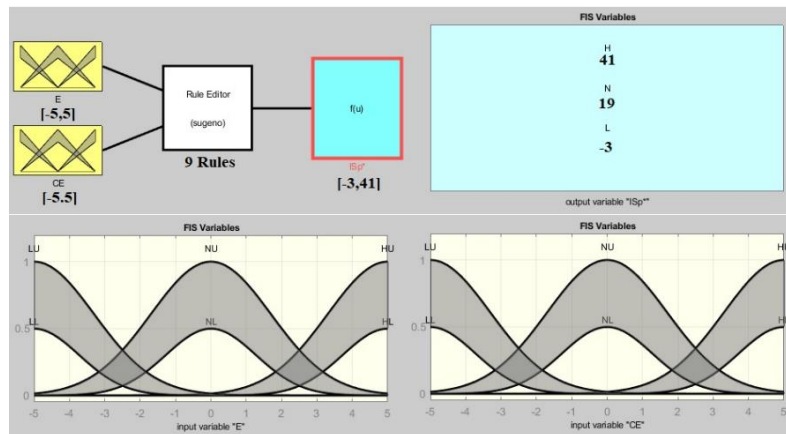 FIS Variables
E
[-5,5]
CE
[-5.5]
Rule Editor
(sugeno)
9 Rules
f(u)
ISp*
[-3,41]
H
41
N
19
L
-3
output variable "ISp*"
FIS Variables
LU NU HU
1
LL NL HL
0.5
0
-5 -4 -3 -2 -1 0 1 2 3 4 5
input variable "E"
FIS Variables
LU NU HU
1
LL NL HL
0.5
0
-5 -4 -3 -2 -1 0 1 2 3 4 5
input variable "CE"